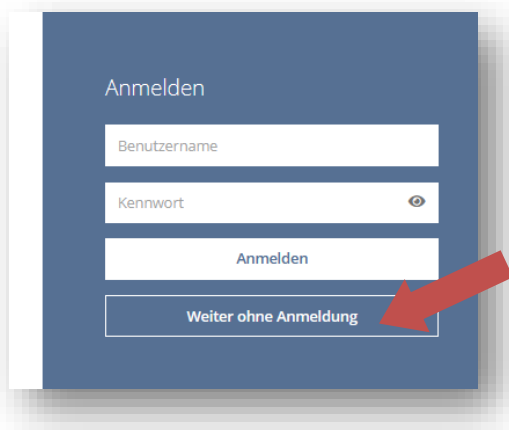 Anmelden
Benutzername
Kennwort
Anmelden
Weiter ohne Anmeldung